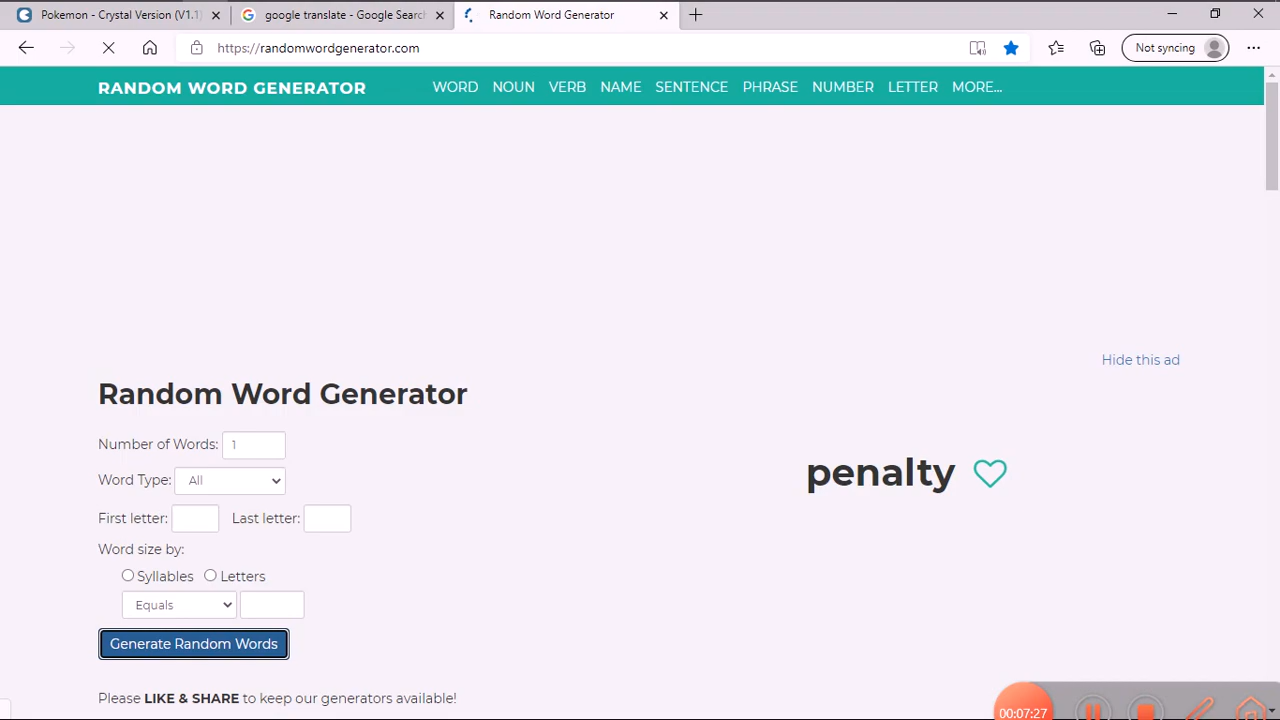 Pokemon - Crystal Version (V1.1)
google translate - Google Search
Random Word Generator
https://randomwordgenerator.com
Not syncing
RANDOM WORD GENERATOR
WORD NOUN VERB NAME SENTENCE PHRASE NUMBER LETTER MORE...
Hide this ad
Random Word Generator
Number of Words: 1
penalty
Word Type: All
First letter: Last letter:
Word size by:
Syllables Letters
Equals
Generate Random Words
Please LIKE & SHARE to keep our generators available!
00:07:27